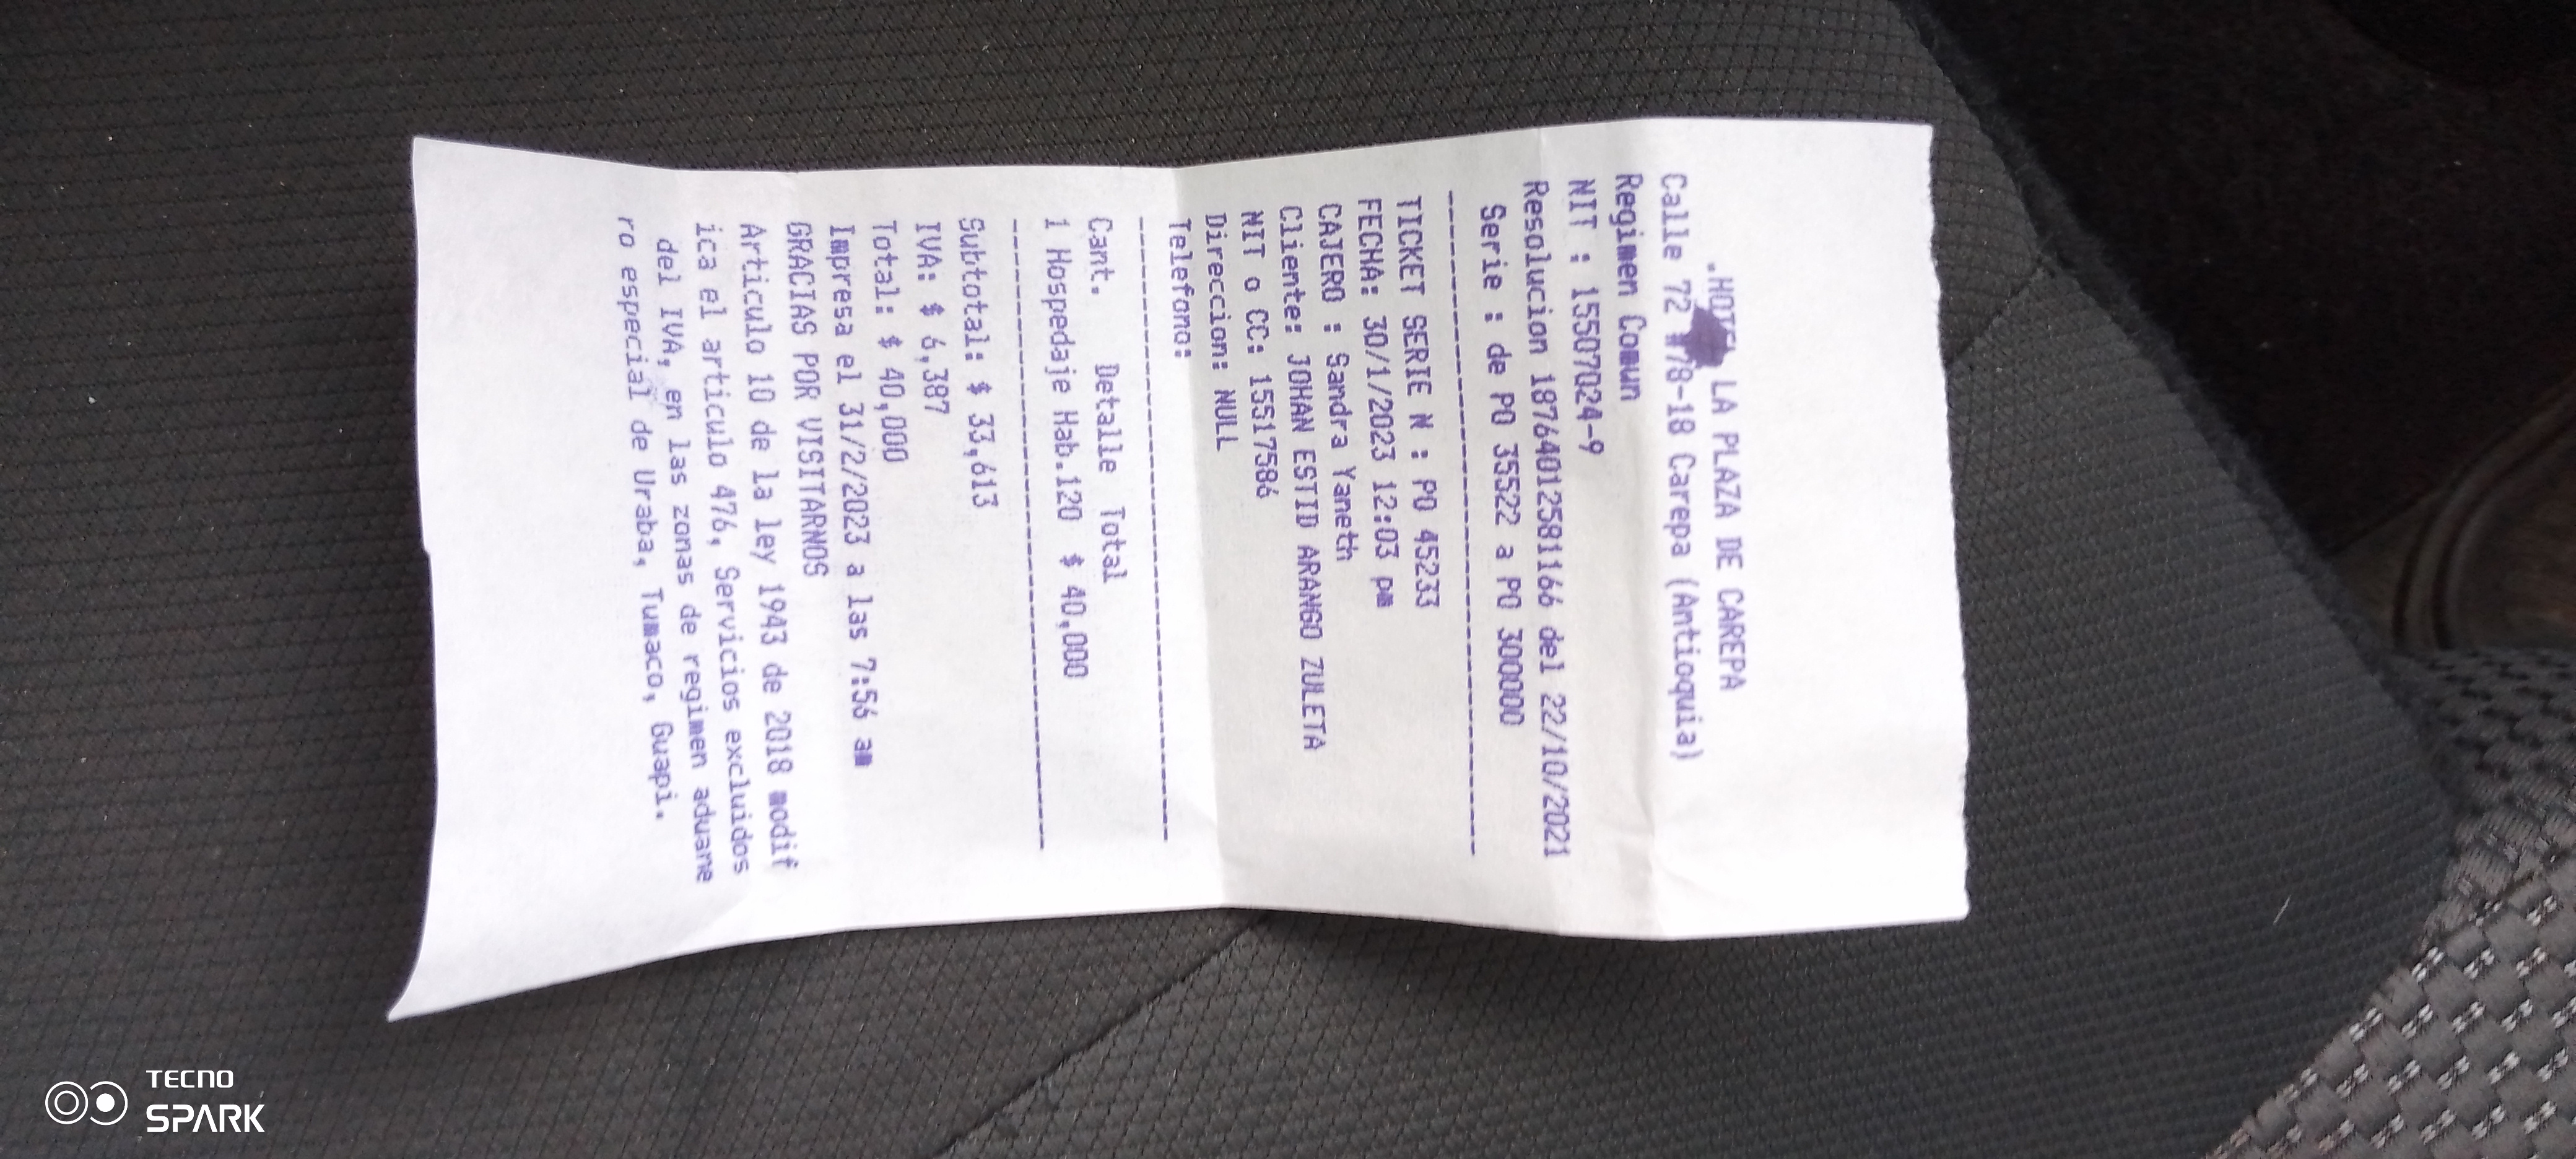 .HOTEL LA PLAZA DE CAREPA
Calle 72 #78-18 Carepa (Antioquia)
Regimen Comun
NIT : 15507024-9
Resolucion 18764012581166 del 22/10/2021
Serie : de PO 35522 a PO 300000
----------------------------------------
TICKET SERIE N : PO 45233
FECHA: 30/1/2023 12:03 pm
CAJERO : Sandra Yaneth
Cliente: JOHAN ESTID ARANGO ZULETA
NIT o CC: 15517586
Direccion: NULL
Telefono:
----------------------------------------
Cant. Detalle Total
1 Hospedaje Hab.120 $ 40,000
----------------------------------------
Subtotal: $ 33,613
IVA: $ 6,387
Total: $ 40,000
Impresa el 31/2/2023 a las 7:56 am
GRACIAS POR VISITARNOS
Articulo 10 de la ley 1943 de 2018 modif
ica el articulo 476, Servicios excluidos
del IVA, en las zonas de regimen aduane
ro especial de Uraba, Tumaco, Guapi.
TECNO
SPARK